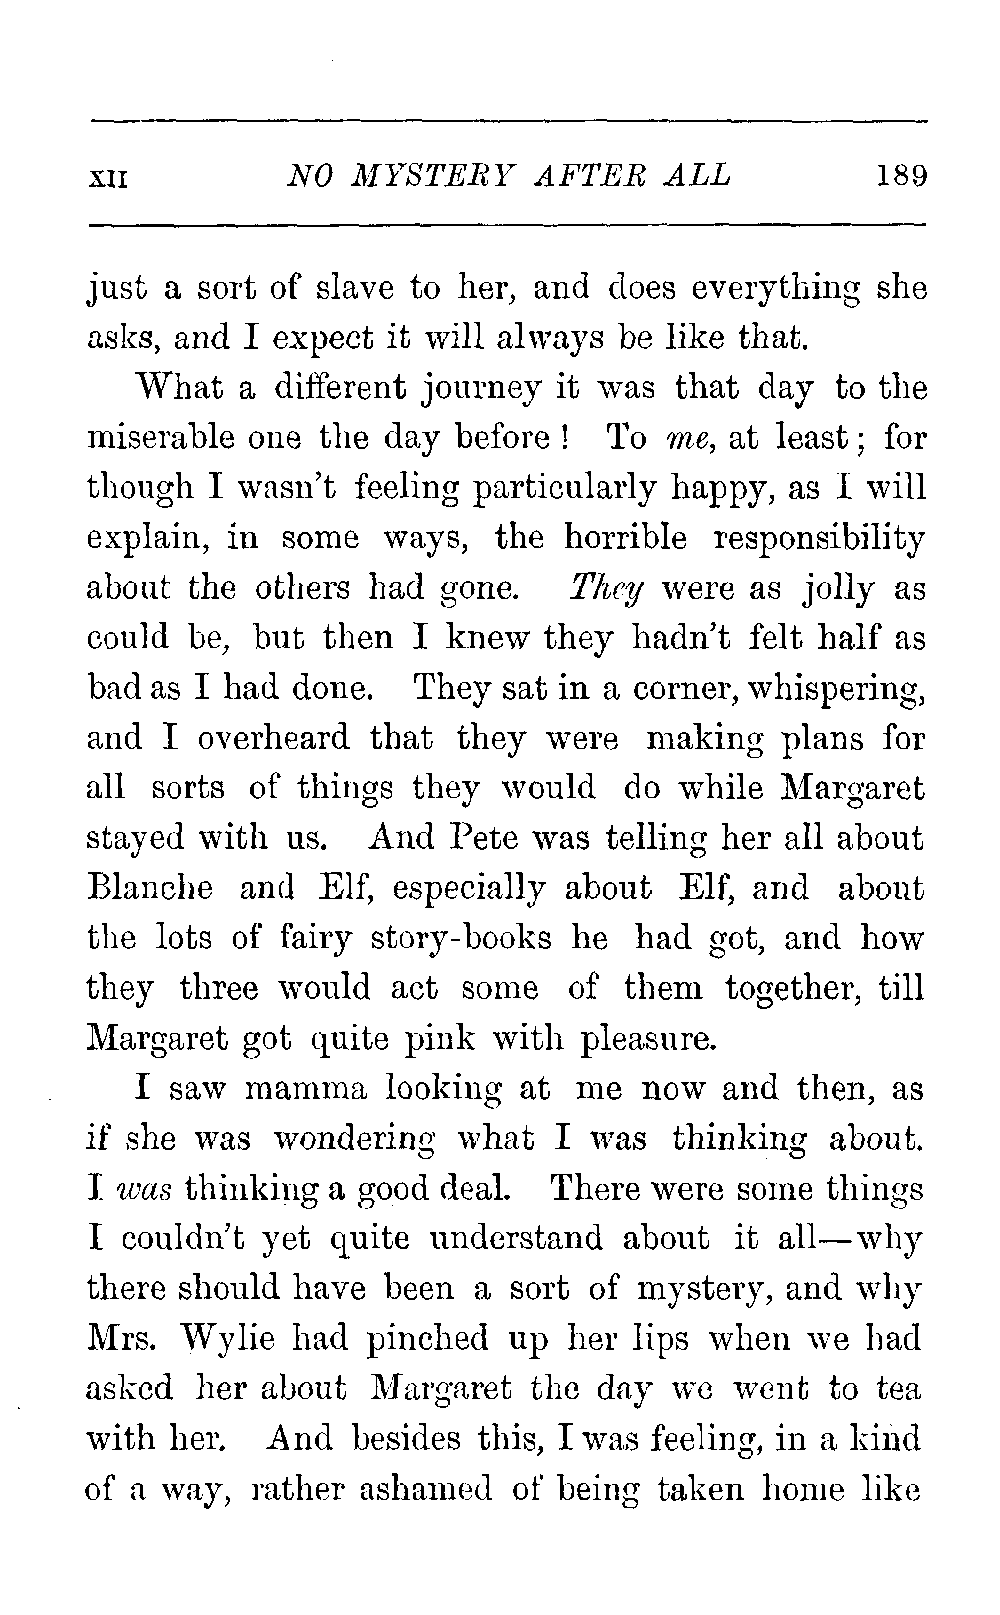 XII NO MYSTERY AFTER ALL 189
just a sort of slave to her, and does everything she
asks, and I expect it will always be like that.
What a different journey it was that day to the
miserable one the day before! To me, at least; for
though I wasn't feeling particularly happy, as I will
explain, in some ways, the horrible responsibility
about the others had gone. They were as jolly as
could be, but then I knew they hadn't felt half as
bad as I had done. They sat in a corner, whispering,
and I overheard that they were making plans for
all sorts of things they would do while Margaret
stayed with us. And Pete was telling her all about
Blanche and Elf, especially about Elf, and about
the lots of fairy story-books he had got, and how
they three would act some of them together, till
Margaret got quite pink with pleasure.
I saw mamma looking at me now and then, as
if she was wondering what I was thinking about.
I was thinking a good deal. There were some things
I couldn't yet quite understand about it all—why
there should have been a sort of mystery, and why
Mrs. Wylie had pinched up her lips when we had
asked her about Margaret the day we went to tea
with her. And besides this, I was feeling, in a kind
of a way, rather ashamed of being taken home like